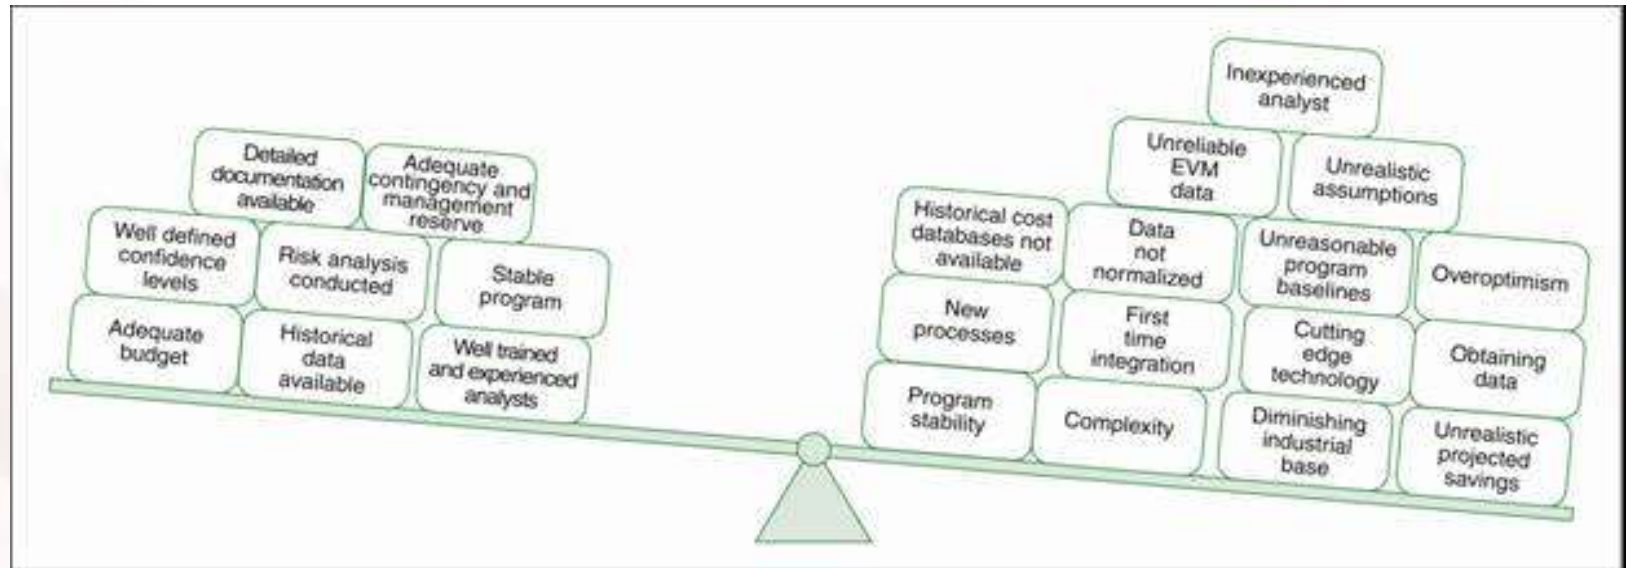 Detailed
documentation
available
Adequate
contingency and
management
reserve
Well defined
confidence
levels
Risk analysis
conducted
Stable
program
Adequate
budget
Historical
data
available
Well trained
and experienced
analysts
Inexperienced
analyst
Unreliable
EVM
data
Unrealistic
assumptions
Historical cost
databases not
available
Data
not
normalized
Unreasonable
program
baselines
Overoptimism
New
processes
First
time
integration
Cutting
edge
technology
Obtaining
data
Program
stability
Complexity
Diminishing
industrial
base
Unrealistic
projected
savings